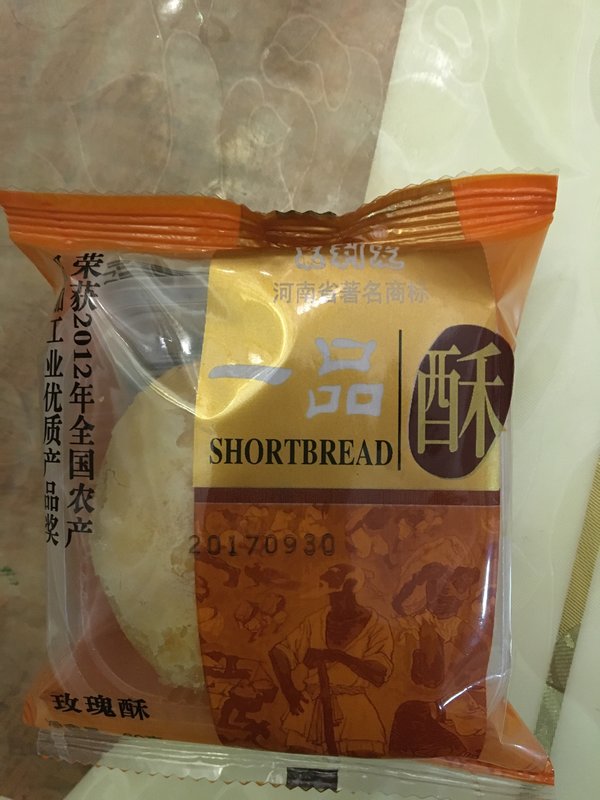 河南省著名商标
一品酥
SHORTBREAD
20170930
荣获2012年全国农产
工业优质产品奖
玫瑰酥